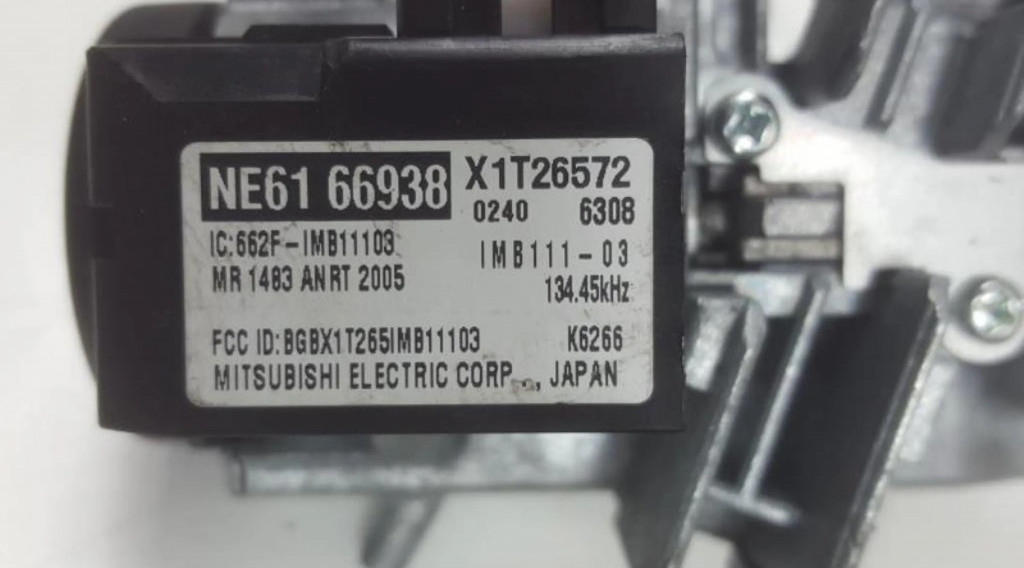 NE61 66938 X1T26572
0240 6308
IC:662F-IMB11103 IMB111-03
MR 1483 ANRT 2005 134.45kHz
FCC ID:BGBX1T265IMB11103 K6266
MITSUBISHI ELECTRIC CORP., JAPAN